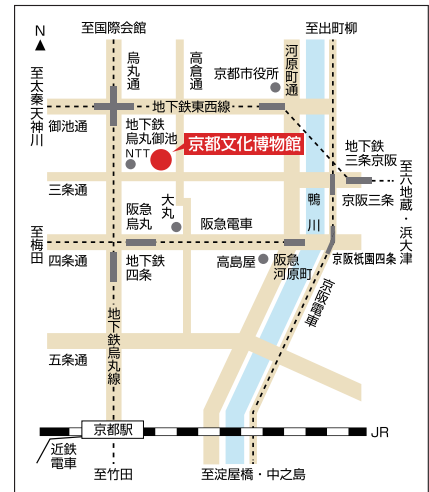 N
至国際会館
至出町柳
烏丸通
高倉通
河原町通
京都市役所
至太秦天神川
地下鉄東西線
御池通
地下鉄
烏丸御池
京都文化博物館
NTT
地下鉄
三条京阪
三条通
京阪三条
至六地蔵・浜大津
大丸
鴨川
阪急
烏丸
阪急電車
至梅田
四条通
地下鉄
四条
高島屋
阪急
河原町
京阪祇園四条
京阪電車
地下鉄烏丸線
五条通
京都駅
JR
近鉄
電車
至竹田
至淀屋橋・中之島